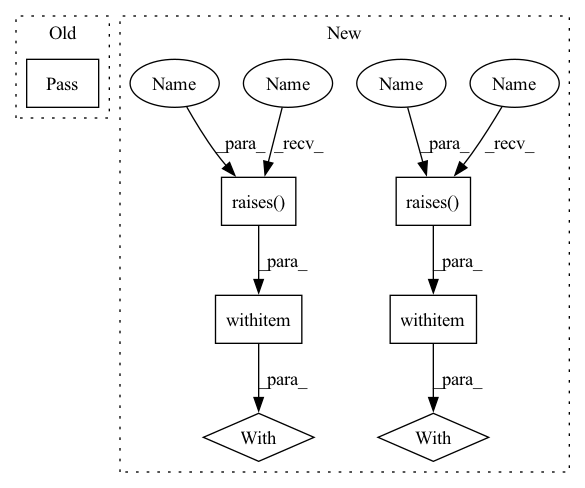 Old
New
Pass
Name
Name
Name
Name
_para_
_recv_
_para_
_recv_
raises()
raises()
_para_
_para_
withitem
withitem
_para_
_para_
With
With